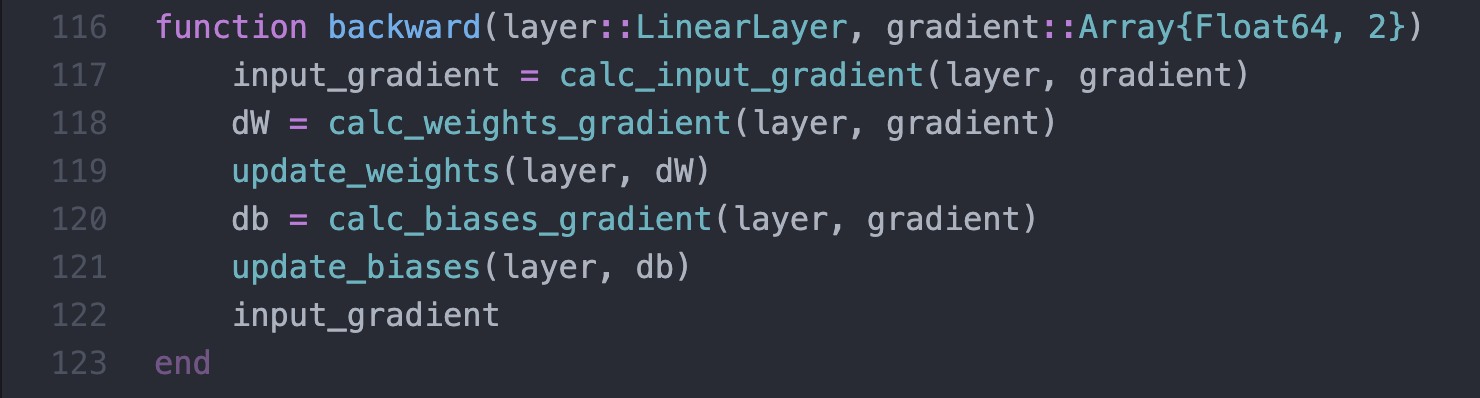 116 function backward(layer::LinearLayer, gradient::Array{Float64, 2})
117     input_gradient = calc_input_gradient(layer, gradient)
118     dW = calc_weights_gradient(layer, gradient)
119     update_weights(layer, dW)
120     db = calc_biases_gradient(layer, gradient)
121     update_biases(layer, db)
122     input_gradient
123 end